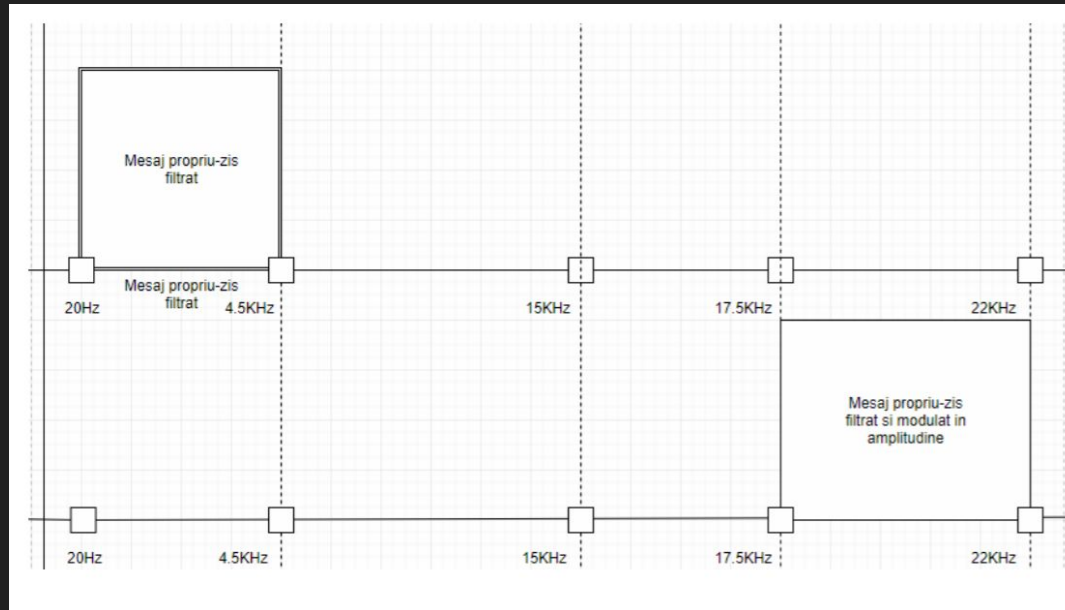 Mesaj propriu-zis
filtrat
Mesaj propriu-zis
filtrat
20Hz
4.5KHz
15KHz
17.5KHz
22KHz
Mesaj propriu-zis
filtrat si modulat in
amplitudine
20Hz
4.5KHz
15KHz
17.5KHz
22KHz